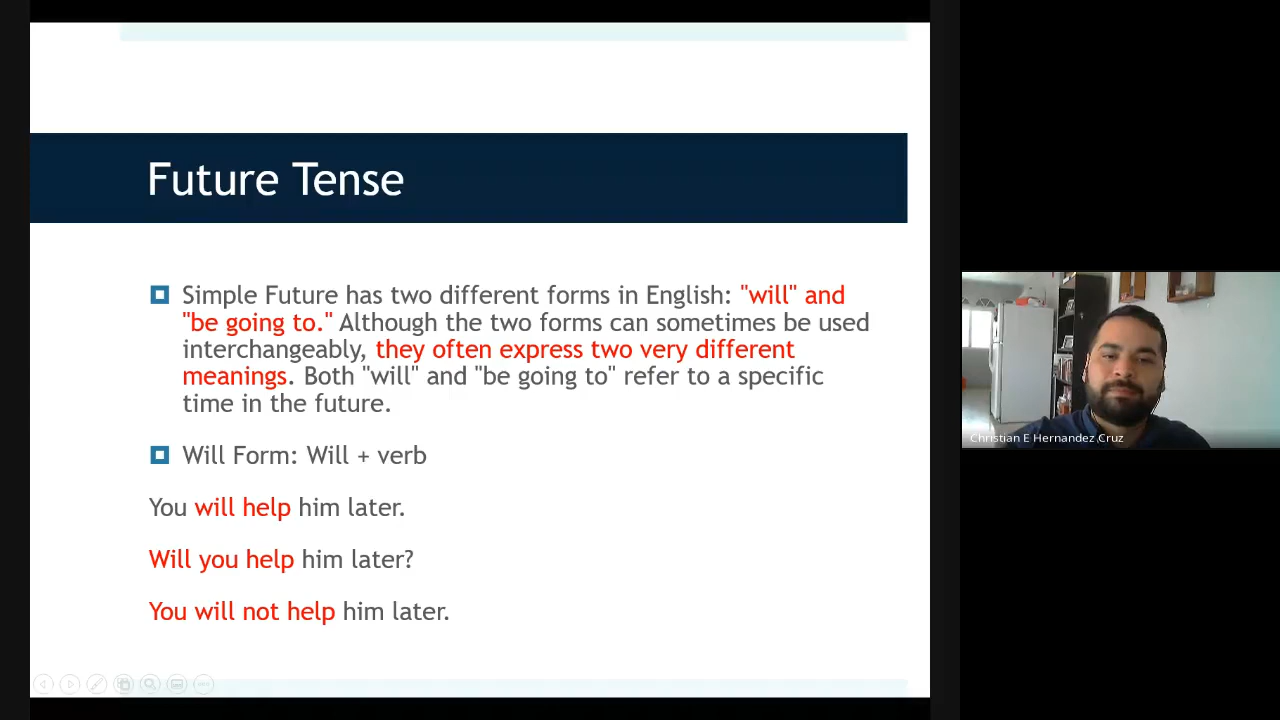 Future Tense
Simple Future has two different forms in English: "will" and
"be going to." Although the two forms can sometimes be used
interchangeably, they often express two very different
meanings. Both "will" and "be going to" refer to a specific
time in the future.
Will Form: Will + verb
You will help him later.
Will you help him later?
You will not help him later.
Christian E Hernandez Cruz